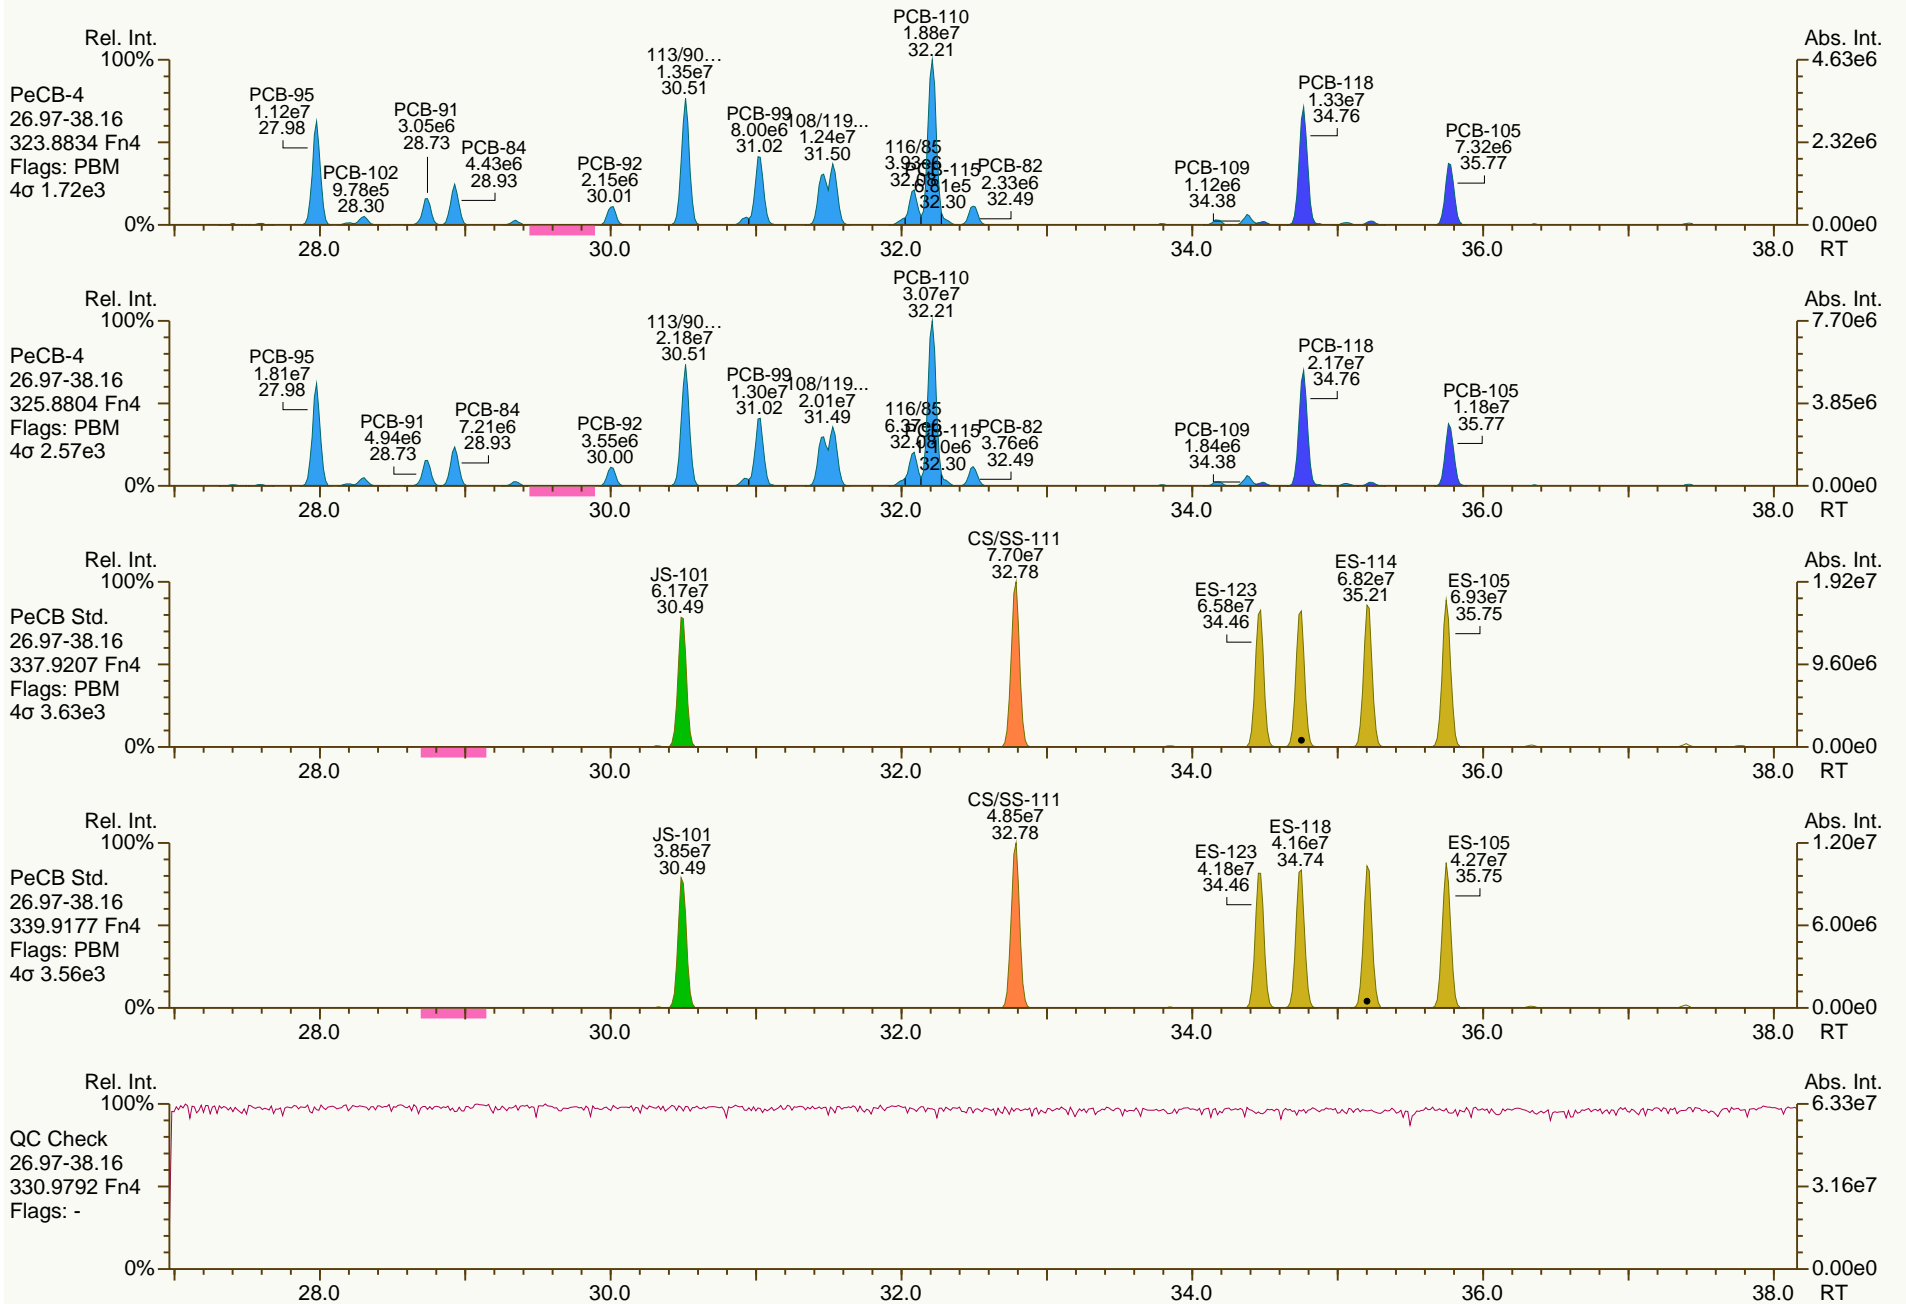 Rel. Int.
100%
0%
PeCB-4
26.97-38.16
323.8834 Fn4
Flags: PBM
4σ 1.72e3
PCB-95
1.12e7
27.98
PCB-102
9.78e5
28.30
PCB-91
3.05e6
28.73
PCB-84
4.43e6
28.93
PCB-92
2.15e6
30.01
113/90...
1.35e7
30.51
PCB-99
8.00e6
31.02
108/119...
1.24e7
31.50
116/85
PCB-110
1.88e7
32.21
32.30
PCB-82
2.33e6
32.49
PCB-109
1.12e6
34.38
PCB-118
1.33e7
34.76
PCB-105
7.32e6
35.77
Abs. Int.
4.63e6
2.32e6
0.00e0
28.0 30.0 32.0 34.0 36.0 38.0 RT
Rel. Int.
100%
0%
PeCB-4
26.97-38.16
325.8804 Fn4
Flags: PBM
4σ 2.57e3
PCB-95
1.81e7
27.98
PCB-91
4.94e6
28.73
PCB-84
7.21e6
28.93
PCB-92
3.55e6
30.00
113/90...
2.18e7
30.51
PCB-99
1.30e7
31.02
108/119...
2.01e7
31.49
116/85
PCB-110
3.07e7
32.21
32.30
PCB-82
3.76e6
32.49
PCB-109
1.84e6
34.38
PCB-118
2.17e7
34.76
PCB-105
1.18e7
35.77
Abs. Int.
7.70e6
3.85e6
0.00e0
28.0 30.0 32.0 34.0 36.0 38.0 RT
Rel. Int.
100%
0%
PeCB Std.
26.97-38.16
337.9207 Fn4
Flags: PBM
4σ 3.63e3
JS-101
6.17e7
30.49
CS/SS-111
7.70e7
32.78
ES-123
6.58e7
34.46
ES-114
6.82e7
35.21
ES-105
6.93e7
35.75
Abs. Int.
1.92e7
9.60e6
0.00e0
28.0 30.0 32.0 34.0 36.0 38.0 RT
Rel. Int.
100%
0%
PeCB Std.
26.97-38.16
339.9177 Fn4
Flags: PBM
4σ 3.56e3
JS-101
3.85e7
30.49
CS/SS-111
4.85e7
32.78
ES-123
4.18e7
34.46
ES-118
4.16e7
34.74
ES-105
4.27e7
35.75
Abs. Int.
1.20e7
6.00e6
0.00e0
28.0 30.0 32.0 34.0 36.0 38.0 RT
Rel. Int.
100%
0%
QC Check
26.97-38.16
330.9792 Fn4
Flags: -
Abs. Int.
6.33e7
3.16e7
0.00e0
28.0 30.0 32.0 34.0 36.0 38.0 RT